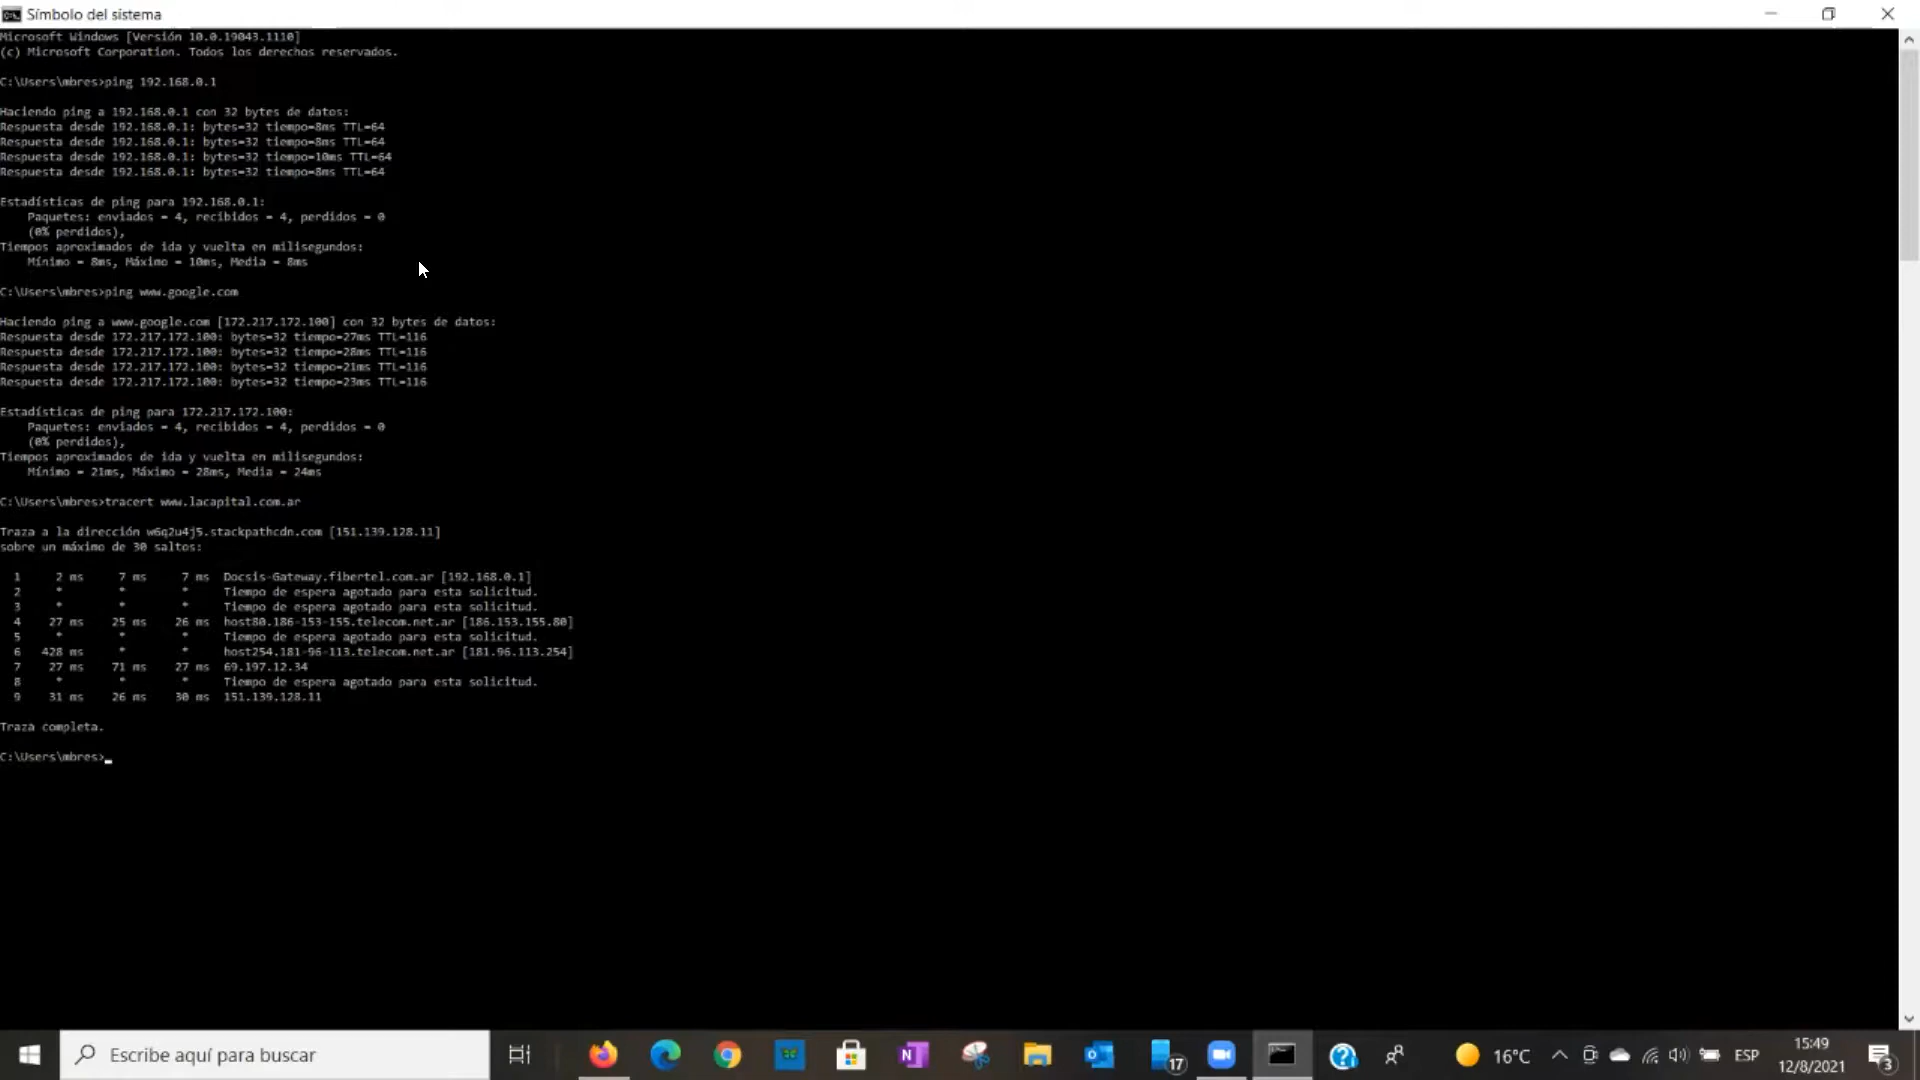 Símbolo del sistema
Microsoft Windows [Versión 10.0.19043.1110]
(c) Microsoft Corporation. Todos los derechos reservados.
C:\Users\mbres>ping 192.168.0.1
Haciendo ping a 192.168.0.1 con 32 bytes de datos:
Respuesta desde 192.168.0.1: bytes=32 tiempo=8ms TTL=64
Respuesta desde 192.168.0.1: bytes=32 tiempo=8ms TTL=64
Respuesta desde 192.168.0.1: bytes=32 tiempo=10ms TTL=64
Respuesta desde 192.168.0.1: bytes=32 tiempo=8ms TTL=64
Estadísticas de ping para 192.168.0.1:
Paquetes: enviados = 4, recibidos = 4, perdidos = 0
(0% perdidos),
Tiempos aproximados de ida y vuelta en milisegundos:
Mínimo = 8ms, Máximo = 10ms, Media = 8ms
C:\Users\mbres>ping www.google.com
Haciendo ping a www.google.com [172.217.172.100] con 32 bytes de datos:
Respuesta desde 172.217.172.100: bytes=32 tiempo=27ms TTL=116
Respuesta desde 172.217.172.100: bytes=32 tiempo=28ms TTL=116
Respuesta desde 172.217.172.100: bytes=32 tiempo=21ms TTL=116
Respuesta desde 172.217.172.100: bytes=32 tiempo=23ms TTL=116
Estadísticas de ping para 172.217.172.100:
Paquetes: enviados = 4, recibidos = 4, perdidos = 0
(0% perdidos),
Tiempos aproximados de ida y vuelta en milisegundos:
Mínimo = 21ms, Máximo = 28ms, Media = 24ms
C:\Users\mbres>tracert www.lacapital.com.ar
Traza a la dirección w6q2u4j5.stackpathcdn.com [151.139.128.11]
sobre un máximo de 30 saltos:
1 2 ms 7 ms 7 ms Docsis-Gateway.fibertel.com.ar [192.168.0.1]
2 * * * Tiempo de espera agotado para esta solicitud.
3 * * * Tiempo de espera agotado para esta solicitud.
4 27 ms 25 ms 26 ms host80.186-153-155.telecom.net.ar [186.153.155.80]
5 * * * Tiempo de espera agotado para esta solicitud.
6 428 ms * * host254.181-96-113.telecom.net.ar [181.96.113.254]
7 27 ms 71 ms 27 ms 69.197.12.34
8 * * * Tiempo de espera agotado para esta solicitud.
9 31 ms 26 ms 30 ms 151.139.128.11
Traza completa.
C:\Users\mbres>
Escribe aquí para buscar
17
16°C
ESP
15:49
12/8/2021
3